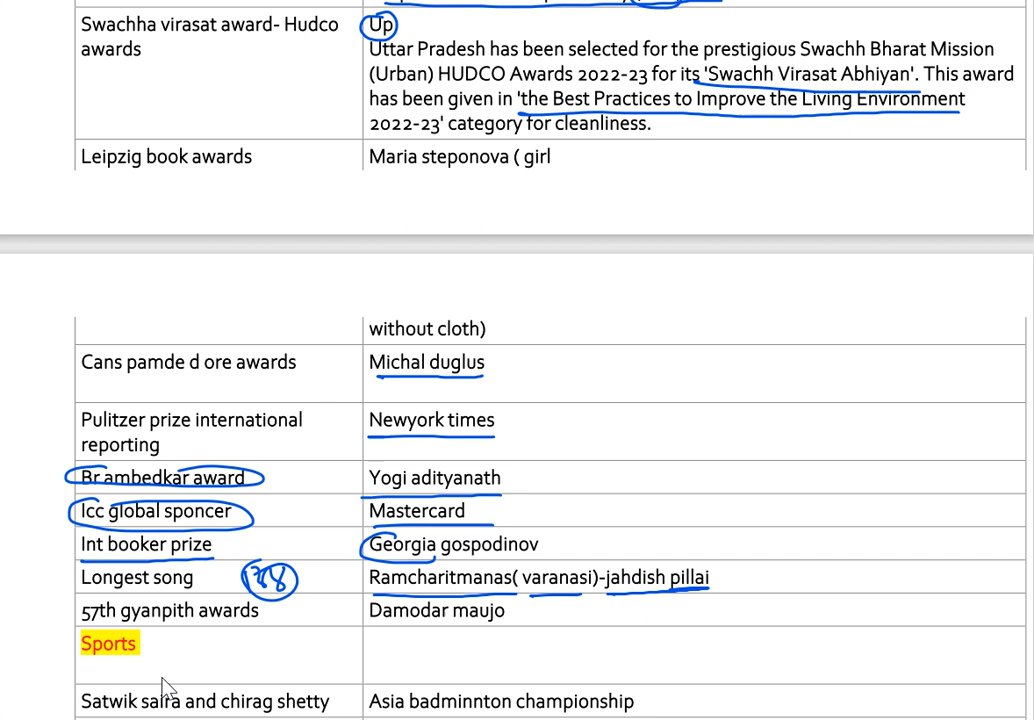 Swachha virasat award- Hudco awards
Up
Uttar Pradesh has been selected for the prestigious Swachh Bharat Mission
(Urban) HUDCO Awards 2022-23 for its 'Swachh Virasat Abhiyan'. This award
has been given in 'the Best Practices to Improve the Living Environment
2022-23' category for cleanliness.
Leipzig book awards
Maria steponova ( girl
without cloth)
Cans pamde d ore awards
Michal duglus
Pulitzer prize international
reporting
Newyork times
Br ambedkar award
Yogi adityanath
Icc global sponcer
Mastercard
Int booker prize
Georgia gospodinov
Longest song
138
Ramcharitmanas( varanasi)-jahdish pillai
57th gyanpith awards
Damodar maujo
Sports
Satwik saira and chirag shetty
Asia badminnton championship